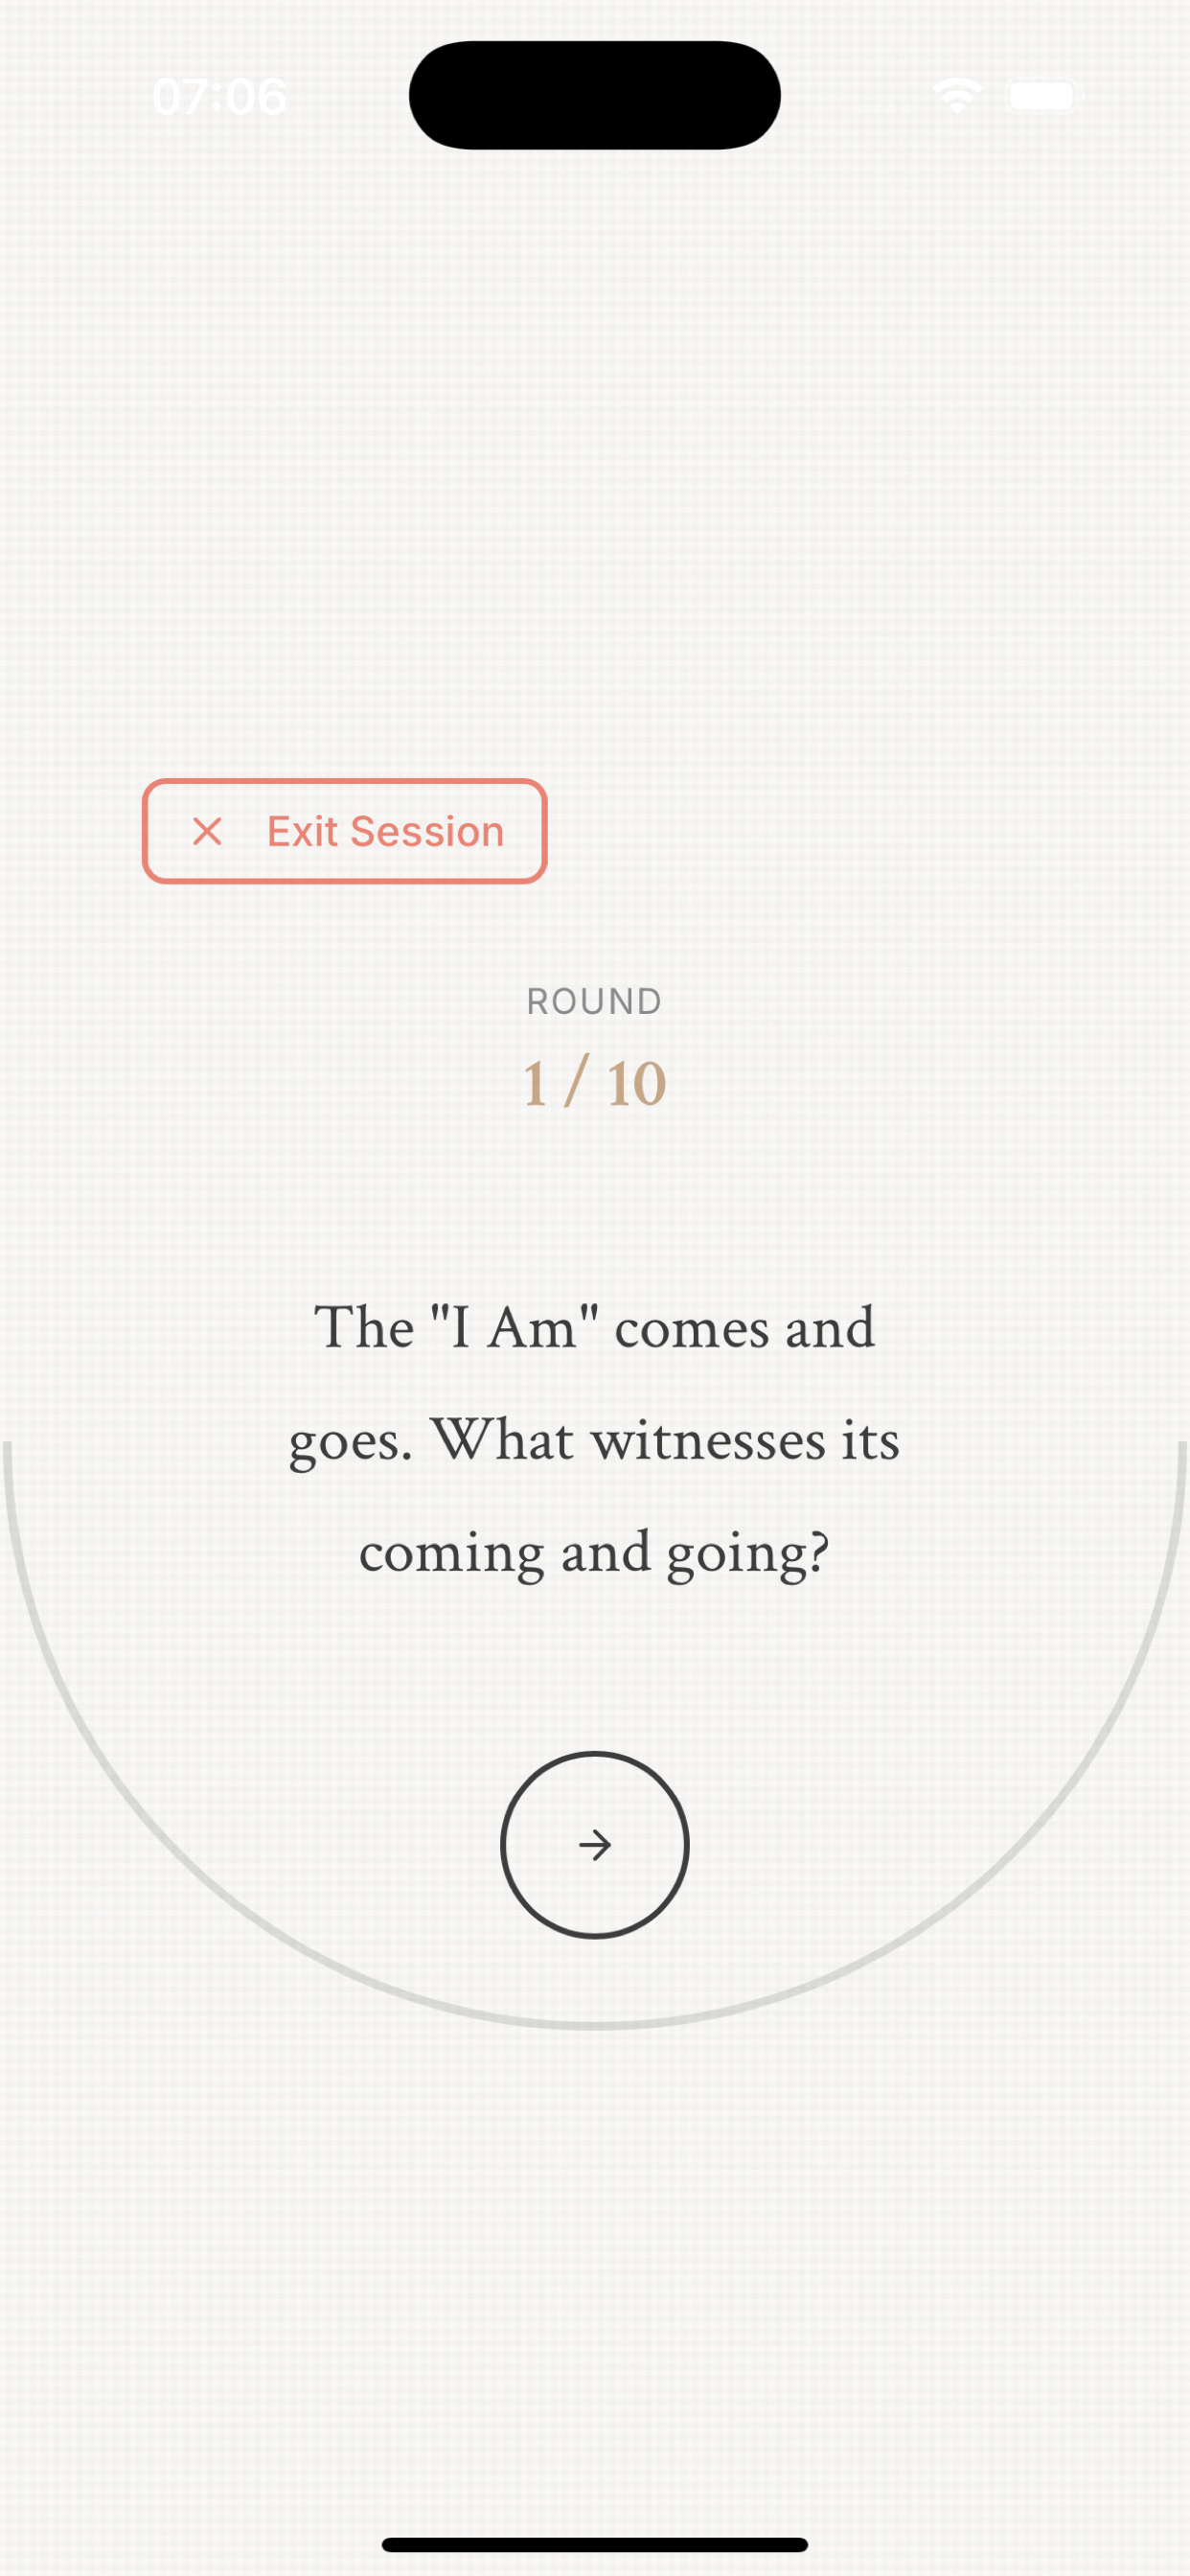 07:06
Exit Session
ROUND
1 / 10
The "I Am" comes and
goes. What witnesses its
coming and going?